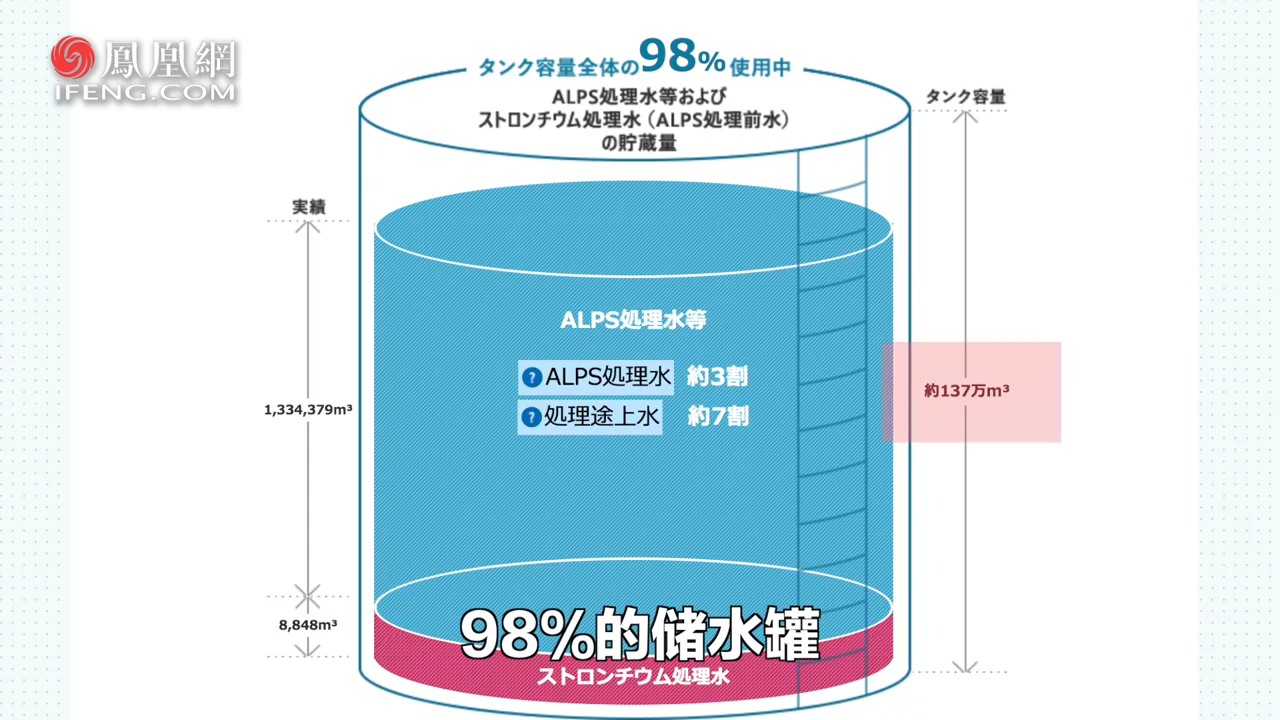 鳳凰網
IFENG.COM
タンク容量全体の98%使用中
ALPS処理水等および
ストロンチウム処理水（ALPS処理前水）
の貯蔵量
タンク容量
実績
ALPS処理水等
? ALPS処理水 約3割
? 処理途上水 約7割
約137万m³
1,334,379m³
8,848m³
98%的储水罐
ストロンチウム処理水